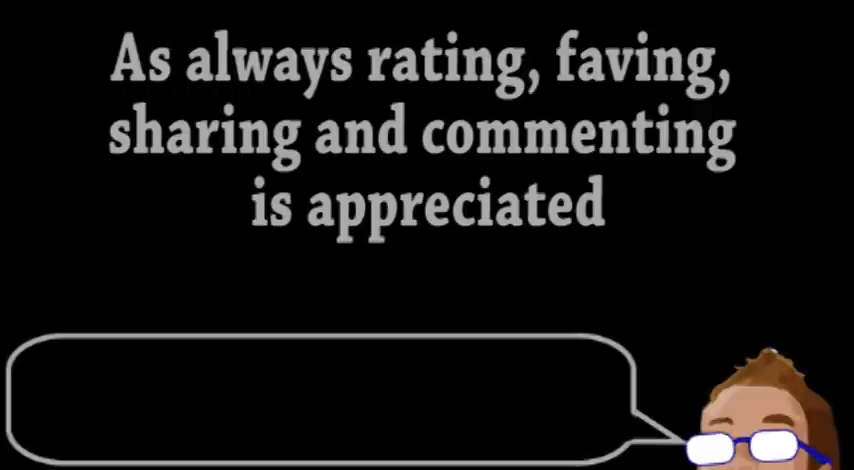 As always rating, faving,
sharing and commenting
is appreciated